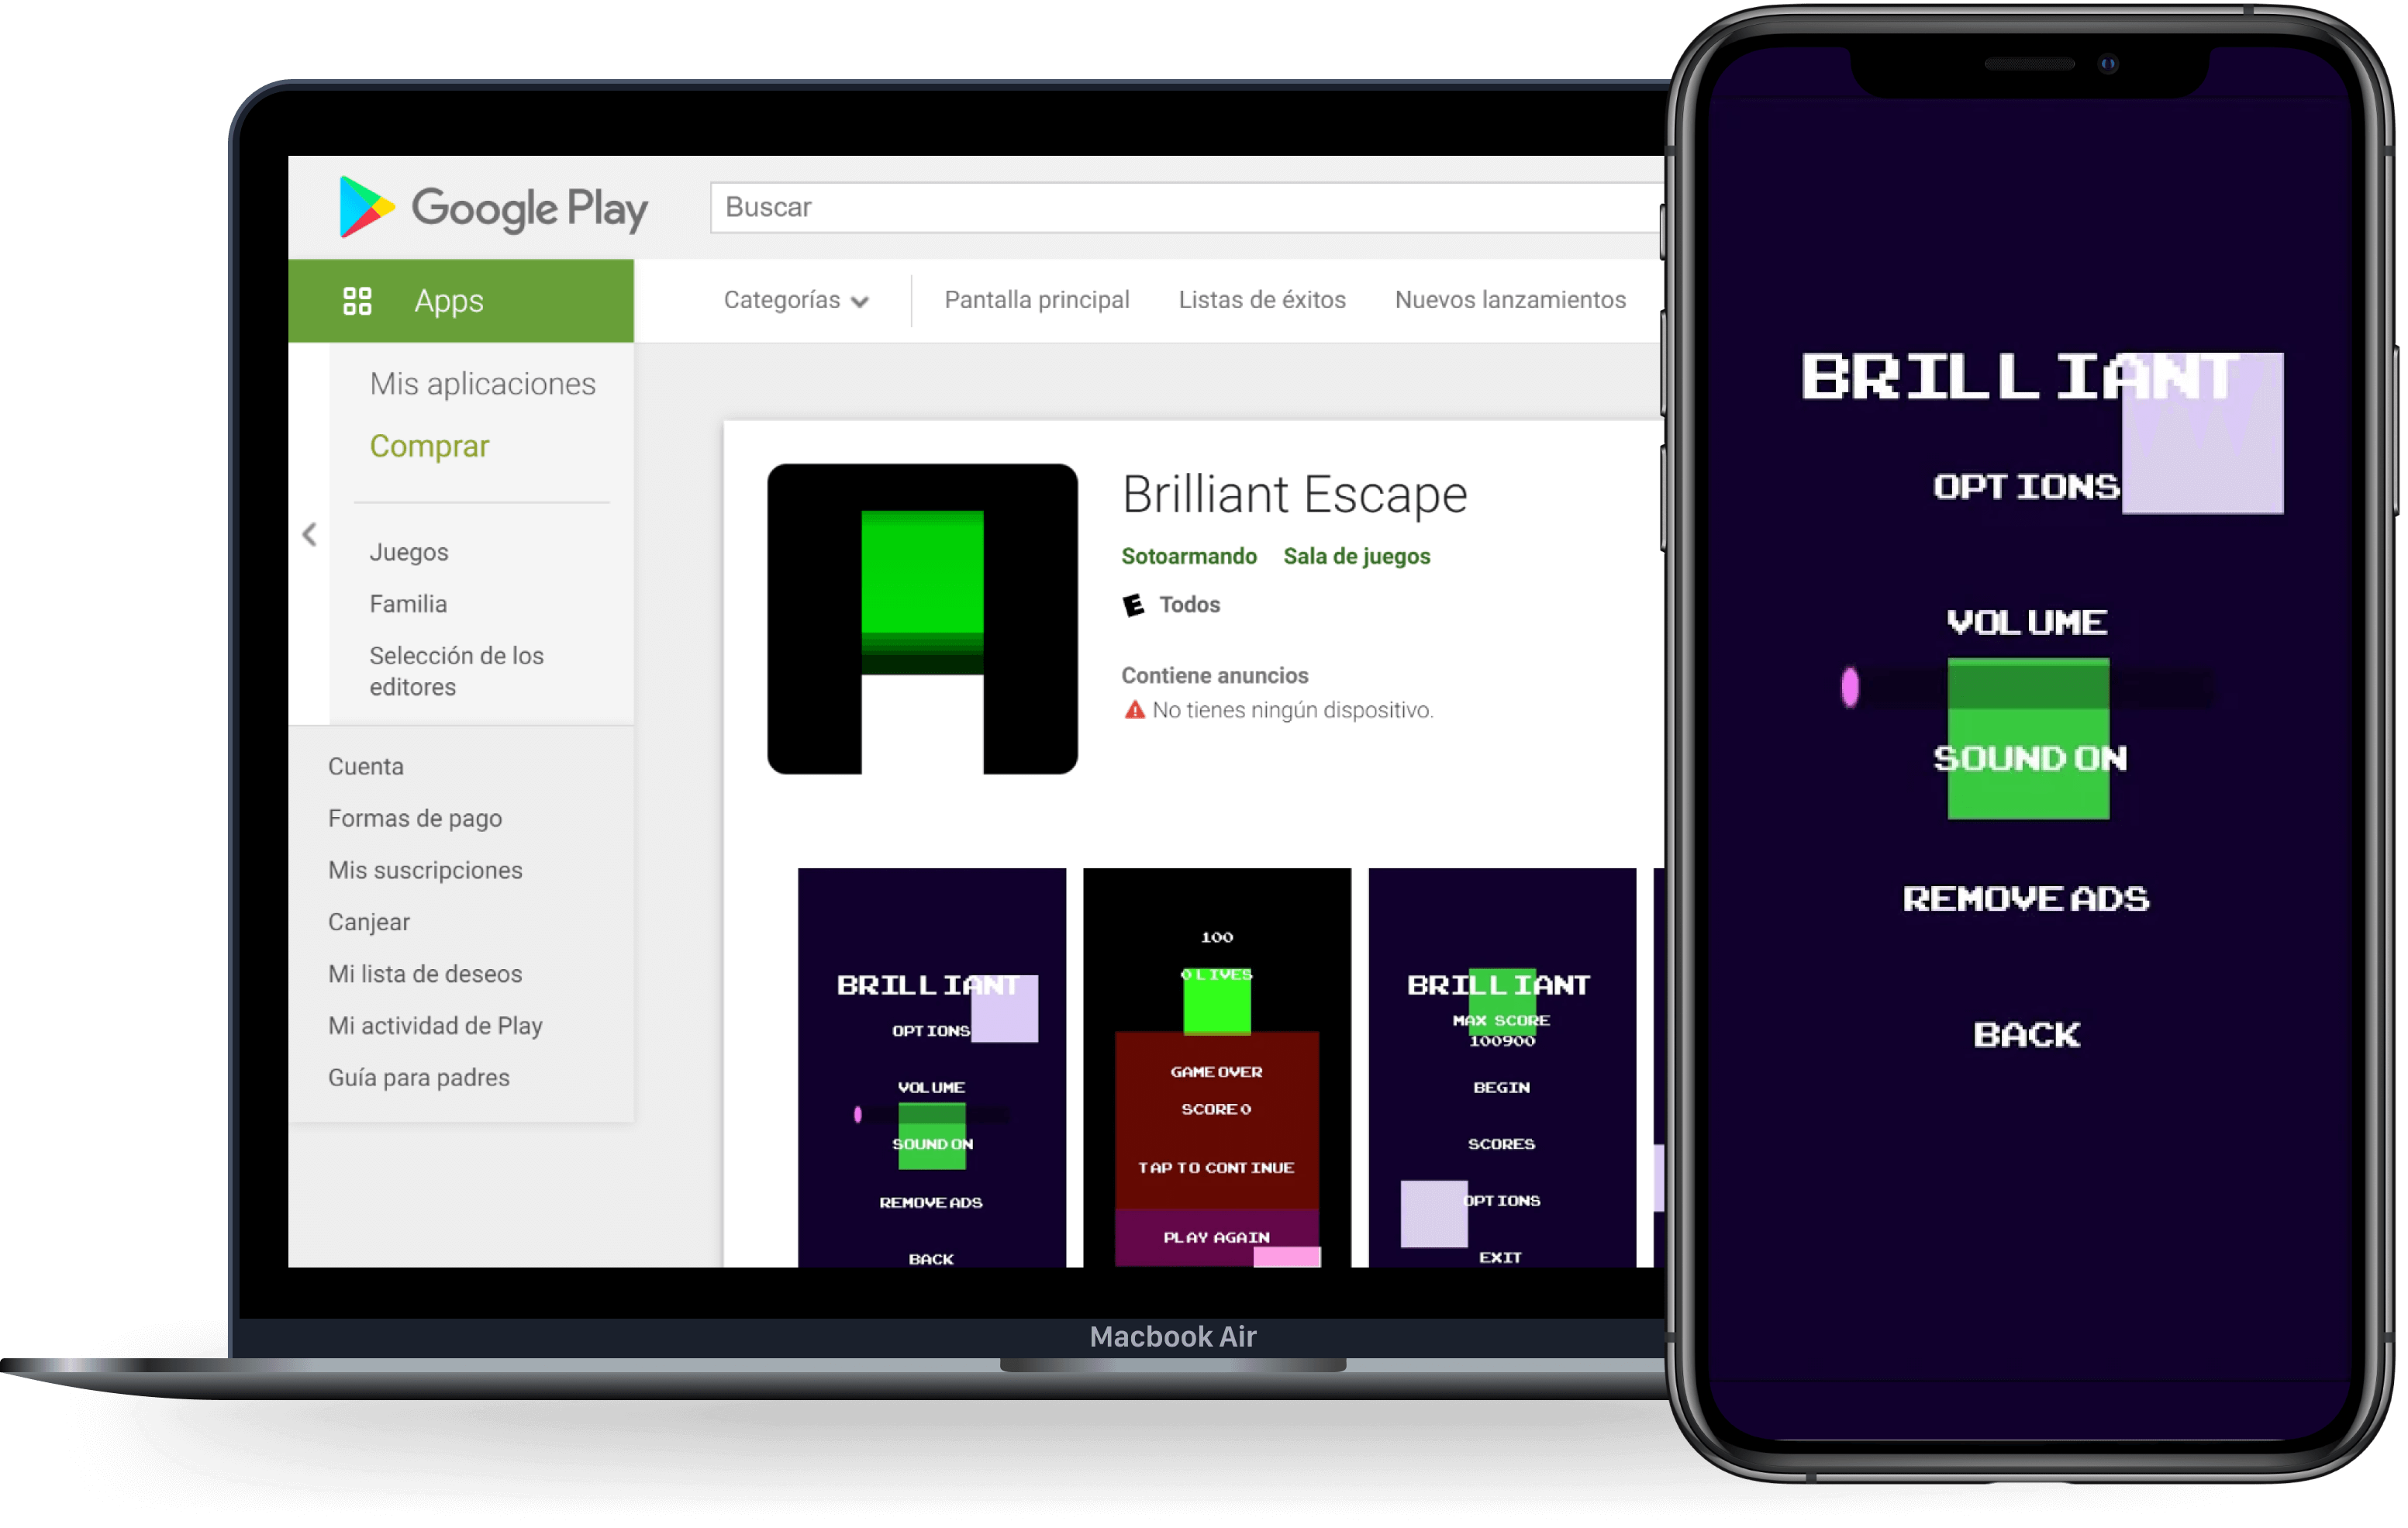 Google Play
Buscar
Apps
Categorías
Pantalla principal
Listas de éxitos
Nuevos lanzamientos
Mis aplicaciones
Comprar
Juegos
Familia
Selección de los
editores
Cuenta
Formas de pago
Mis suscripciones
Canjear
Mi lista de deseos
Mi actividad de Play
Guía para padres
Brilliant Escape
Sotoarmando Sala de juegos
E Todos
Contiene anuncios
No tienes ningún dispositivo.
BRILLIANT
OPTIONS
VOLUME
SOUND ON
REMOVE ADS
BACK
100
0 LIVES
GAME OVER
SCORE 0
TAP TO CONTINUE
PLAY AGAIN
BRILLIANT
MAX SCORE
100900
BEGIN
SCORES
OPTIONS
EXIT
Macbook Air
BRILLIANT
OPTIONS
VOLUME
SOUND ON
REMOVE ADS
BACK